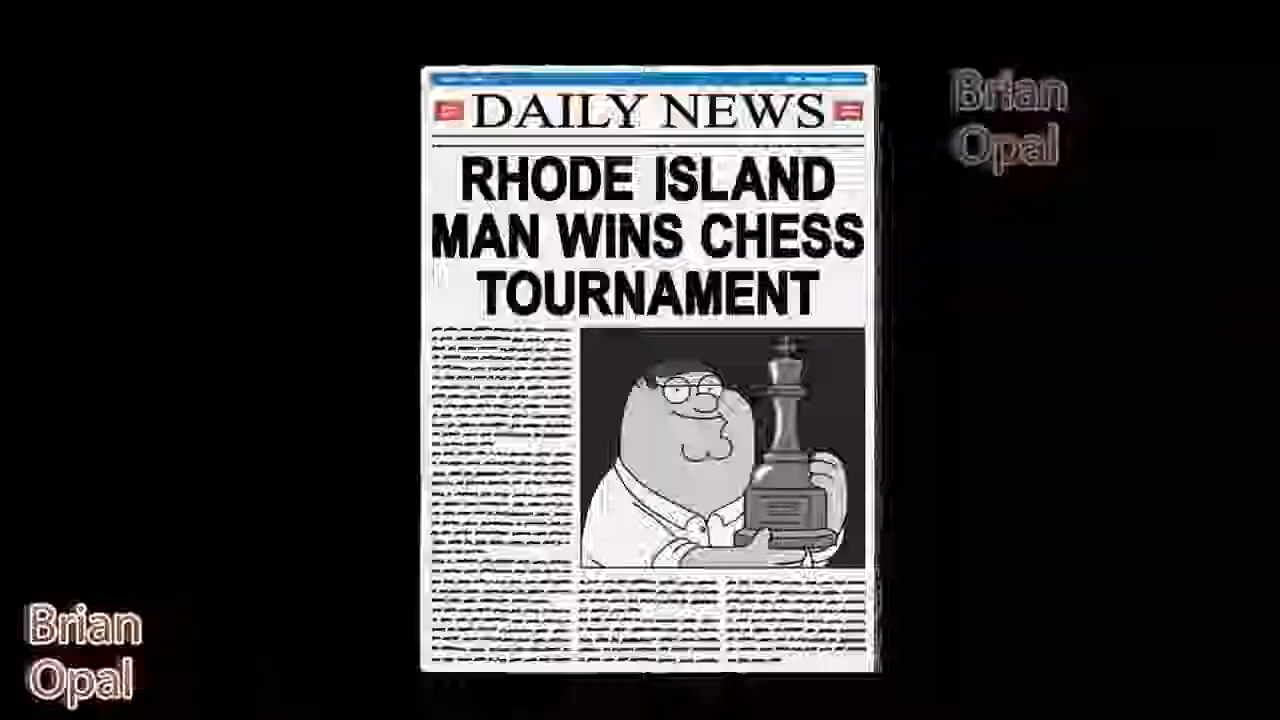 DAILY NEWS
RHODE ISLAND
MAN WINS CHESS
TOURNAMENT
Brian
Opal
Brian
Opal